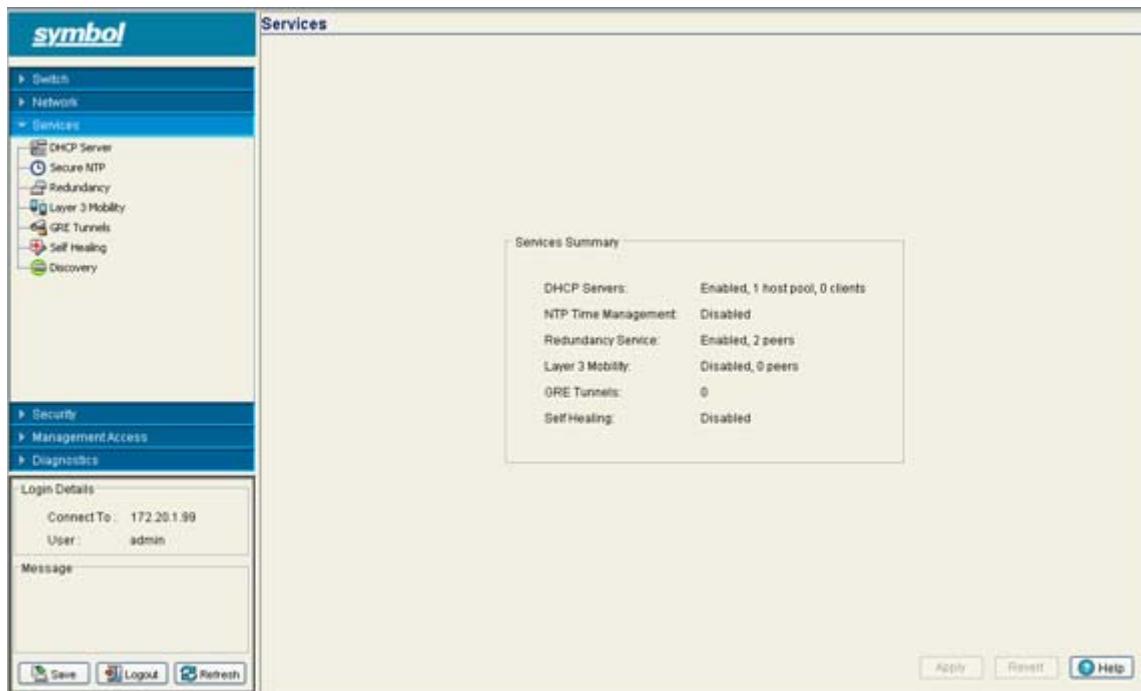 symbol
Services
Switch
Network
Services
DHCP Server
Secure NTP
Redundancy
Layer 3 Mobility
GRE Tunnels
Self Healing
Discovery
Security
Management Access
Diagnostics
Login Details
Connect To : 172.20.1.99
User : admin
Message
Save Logout Refresh
Services Summary
DHCP Servers: Enabled, 1 host pool, 0 clients
NTP Time Management: Disabled
Redundancy Service: Enabled, 2 peers
Layer 3 Mobility: Disabled, 0 peers
GRE Tunnels: 0
Self Healing: Disabled
Apply Revert Help